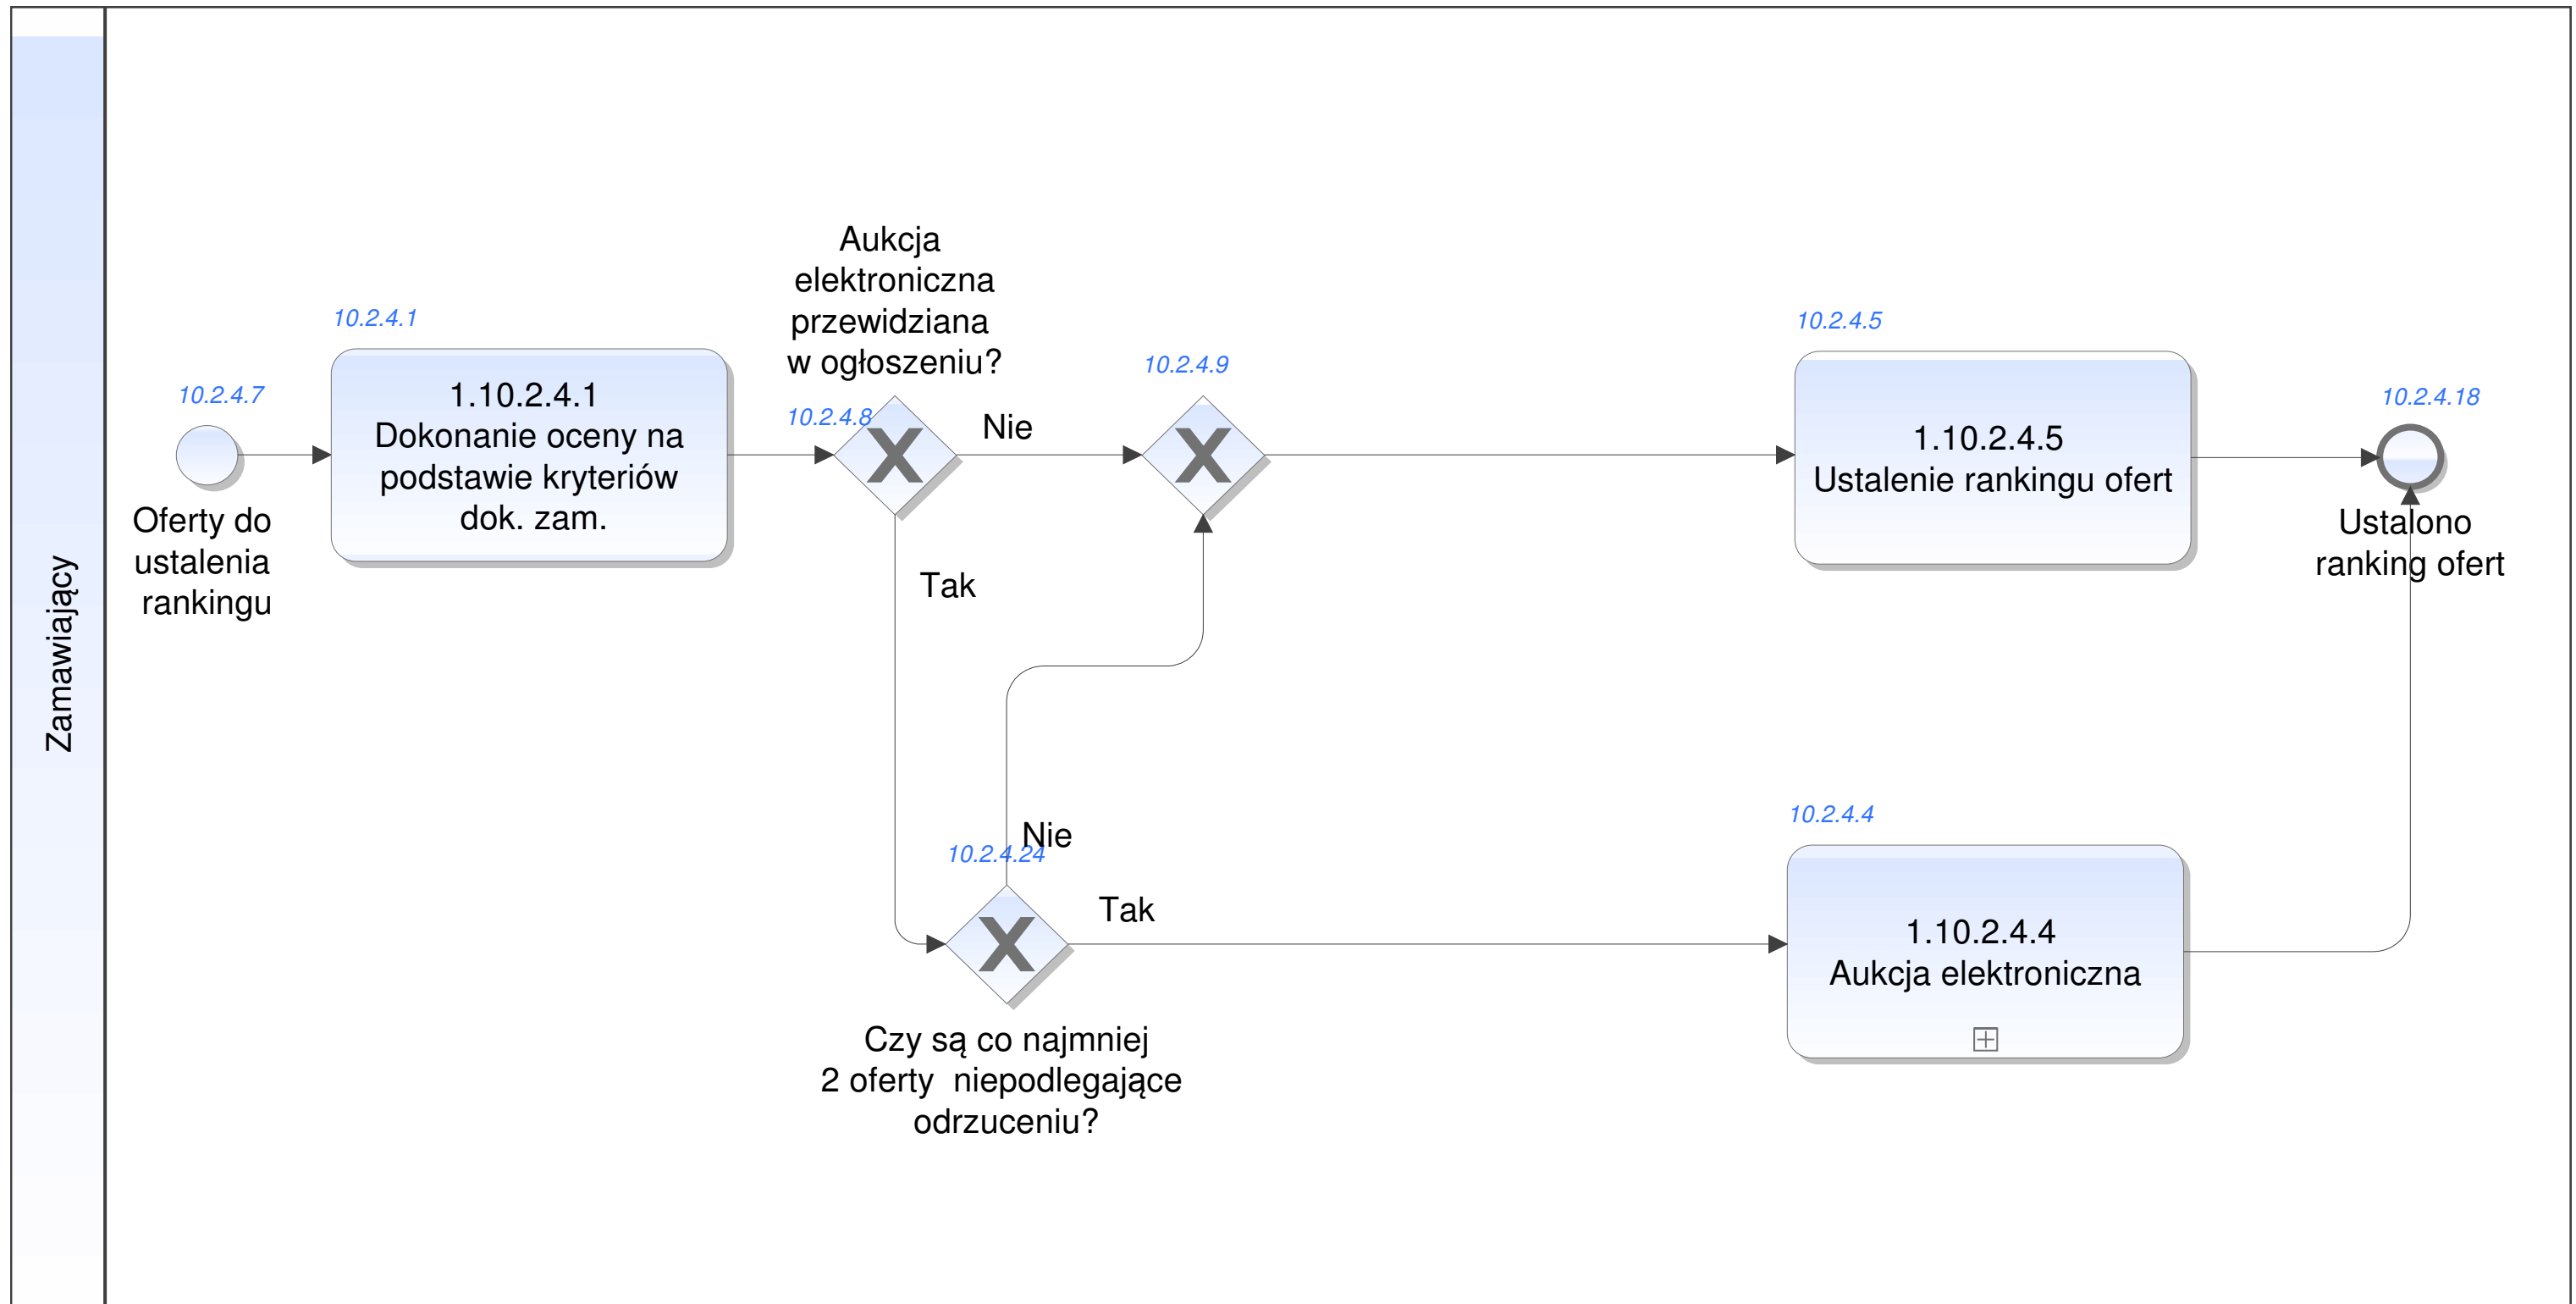 Zamawiający
10.2.4.7
Oferty do
ustalenia
rankingu
10.2.4.1
1.10.2.4.1
Dokonanie oceny na
podstawie kryteriów
dok. zam.
Aukcja
elektroniczna
przewidziana
w ogłoszeniu?
10.2.4.8
Nie
Tak
10.2.4.9
10.2.4.5
1.10.2.4.5
Ustalenie rankingu ofert
10.2.4.18
Ustalono
ranking ofert
Nie
10.2.4.24
Tak
Czy są co najmniej
2 oferty  niepodlegające
odrzuceniu?
10.2.4.4
1.10.2.4.4
Aukcja elektroniczna